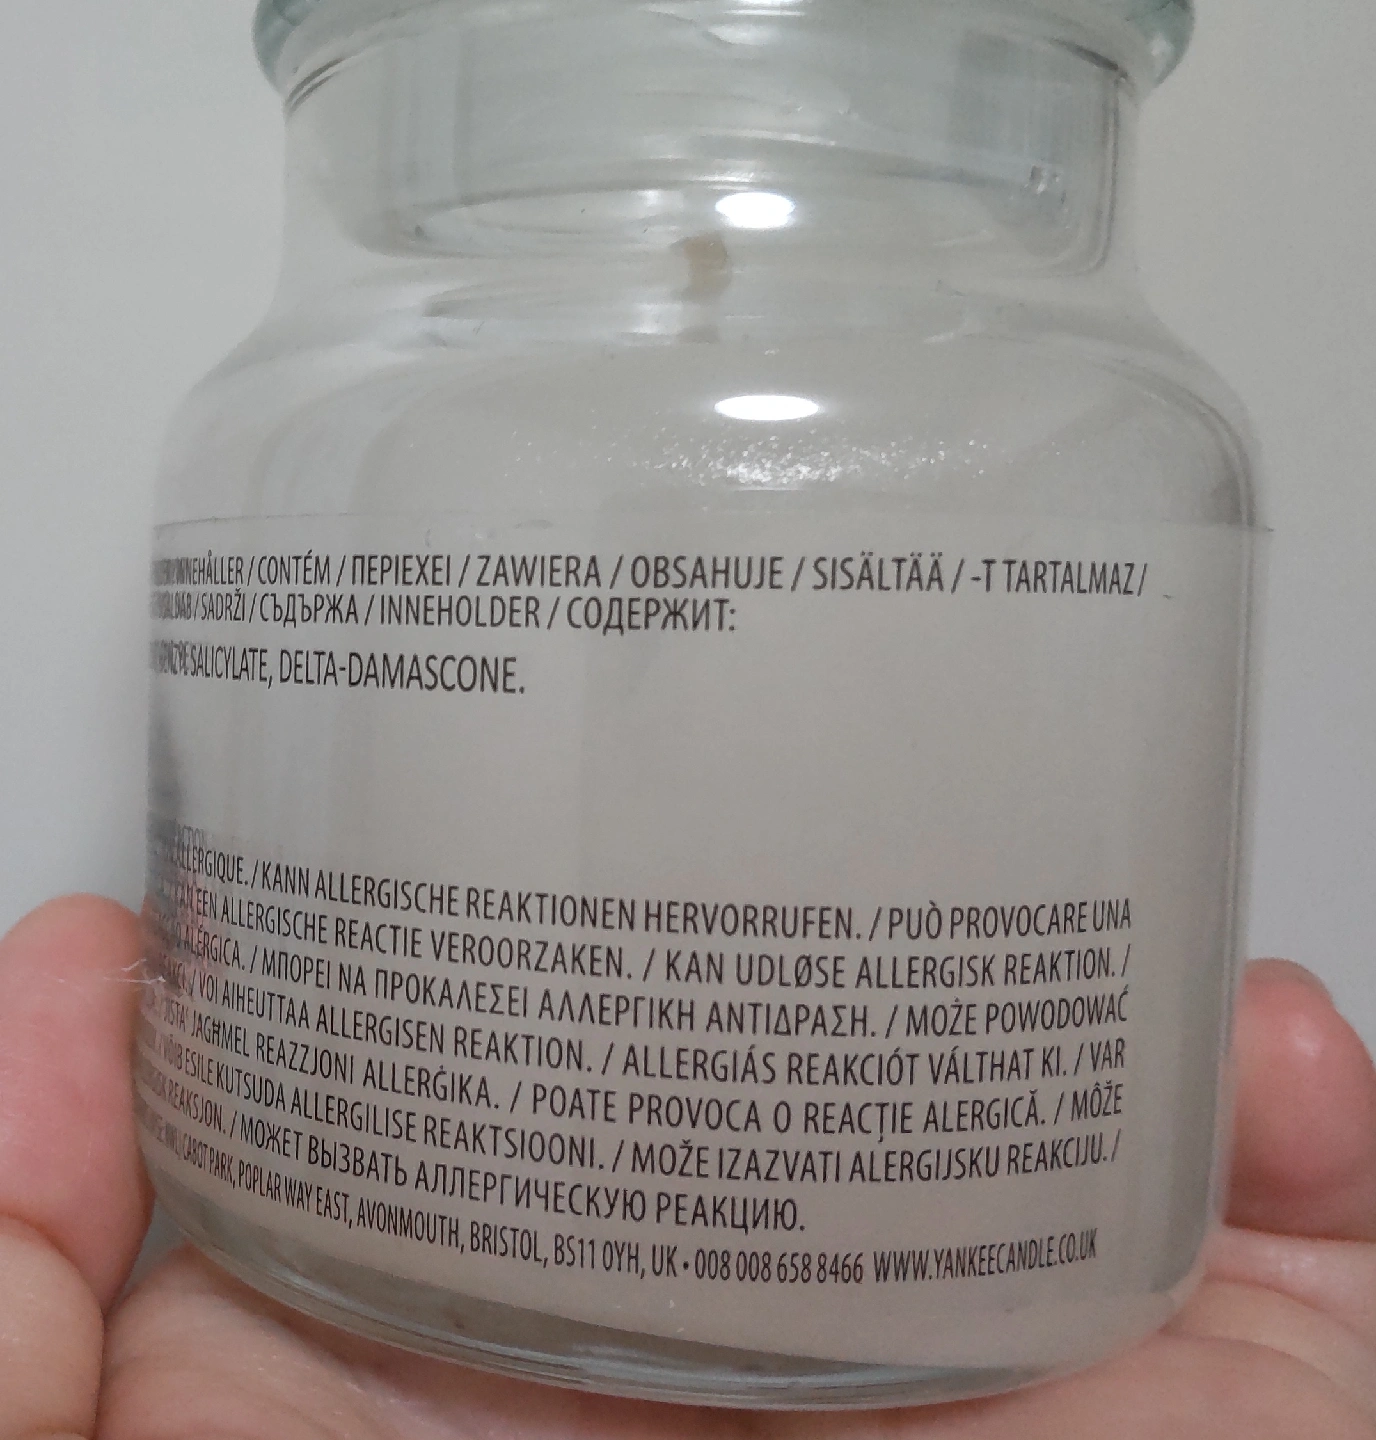 INNEHÅLLER / CONTÉM / ΠΕΡΙΕΧΕΙ / ZAWIERA / OBSAHUJE / SISÄLTÄÄ / -T TARTALMAZ /
/ SADRŽI / СЪДЪРЖА / INNEHOLDER / СОДЕРЖИТ:
SALICYLATE, DELTA-DAMASCONE.
ALLERGIQUE. / KANN ALLERGISCHE REAKTIONEN HERVORRUFEN. / PUÒ PROVOCARE UNA
EEN ALLERGISCHE REACTIE VEROORZAKEN. / KAN UDLØSE ALLERGISK REAKTION. /
ALÉRGICA. / ΜΠΟΡΕΙ ΝΑ ΠΡΟΚΑΛΕΣΕΙ ΑΛΛΕΡΓΙΚΗ ΑΝΤΙΔΡΑΣΗ. / MOŻE POWODOWAĆ
/ VOI AIHEUTTAA ALLERGISEN REAKTION. / ALLERGIÁS REAKCIÓT VÁLTHAT KI. / VAR
JAGĦMEL REAZZJONI ALLERĠIKA. / POATE PROVOCA O REACȚIE ALERGICĂ. / MÔŽE
/ VÕIB ESILE KUTSUDA ALLERGILISE REAKTSIOONI. / MOŽE IZAZVATI ALERGIJSKU REAKCIJU. /
REAKSJON. / МОЖЕТ ВЫЗВАТЬ АЛЛЕРГИЧЕСКУЮ РЕАКЦИЮ.
CABOT PARK, POPLAR WAY EAST, AVONMOUTH, BRISTOL, BS11 0YH, UK • 008 008 658 8466 WWW.YANKEECANDLE.CO.UK